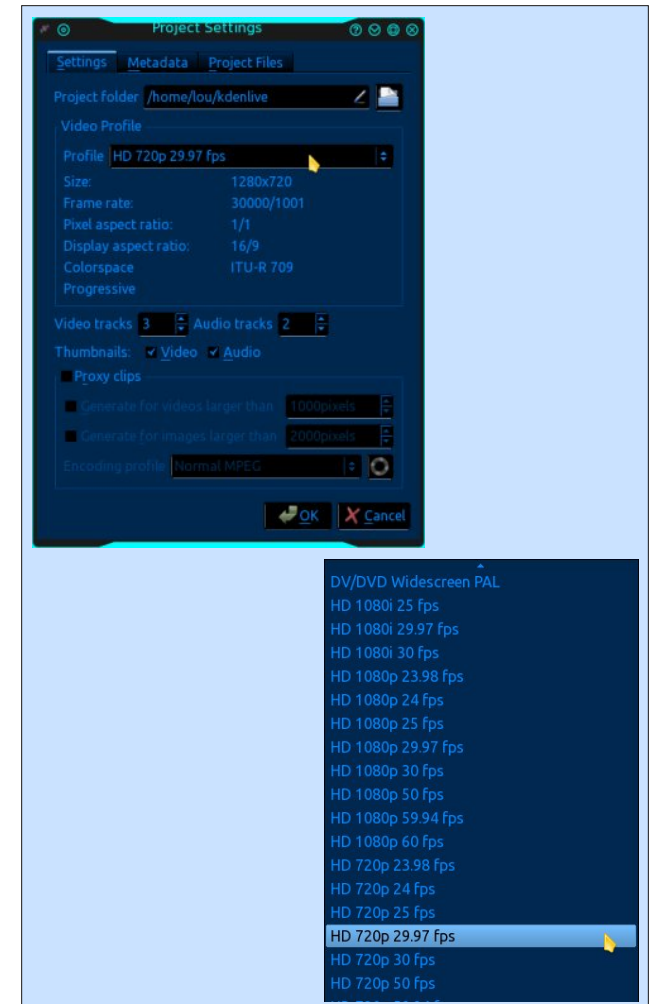 Project Settings
Settings Metadata Project Files
Project folder /home/lou/kdenlive
Video Profile
Profile HD 720p 29.97 fps
Size: 1280x720
Frame rate: 30000/1001
Pixel aspect ratio: 1/1
Display aspect ratio: 16/9
Colorspace ITU-R 709
Progressive
Video tracks 3 Audio tracks 2
Thumbnails: Video Audio
Proxy clips
Generate for videos larger than 1000pixels
Generate for images larger than 2000pixels
Encoding profile Normal MPEG
OK Cancel
DV/DVD Widescreen PAL
HD 1080i 25 fps
HD 1080i 29.97 fps
HD 1080i 30 fps
HD 1080p 23.98 fps
HD 1080p 24 fps
HD 1080p 25 fps
HD 1080p 29.97 fps
HD 1080p 30 fps
HD 1080p 50 fps
HD 1080p 59.94 fps
HD 1080p 60 fps
HD 720p 23.98 fps
HD 720p 24 fps
HD 720p 25 fps
HD 720p 29.97 fps
HD 720p 30 fps
HD 720p 50 fps